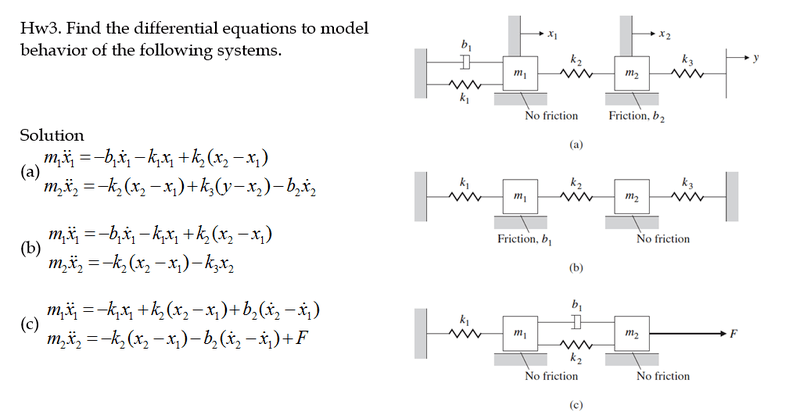 Hw3. Find the differential equations to model
behavior of the following systems.
Solution
(a)
m₁ẍ₁ = −b₁ẋ₁ − k₁x₁ + k₂(x₂ − x₁)
m₂ẍ₂ = −k₂(x₂ − x₁) + k₃(y − x₂) − b₂ẋ₂
(b)
m₁ẍ₁ = −b₁ẋ₁ − k₁x₁ + k₂(x₂ − x₁)
m₂ẍ₂ = −k₂(x₂ − x₁) − k₃x₂
(c)
m₁ẍ₁ = −k₁x₁ + k₂(x₂ − x₁) + b₂(ẋ₂ − ẋ₁)
m₂ẍ₂ = −k₂(x₂ − x₁) − b₂(ẋ₂ − ẋ₁) + F
x₁
x₂
b₁
k₂
k₃
y
m₁
m₂
k₁
No friction
Friction, b₂
(a)
k₁
k₂
k₃
m₁
m₂
Friction, b₁
No friction
(b)
b₁
k₁
m₁
m₂
F
k₂
No friction
No friction
(c)